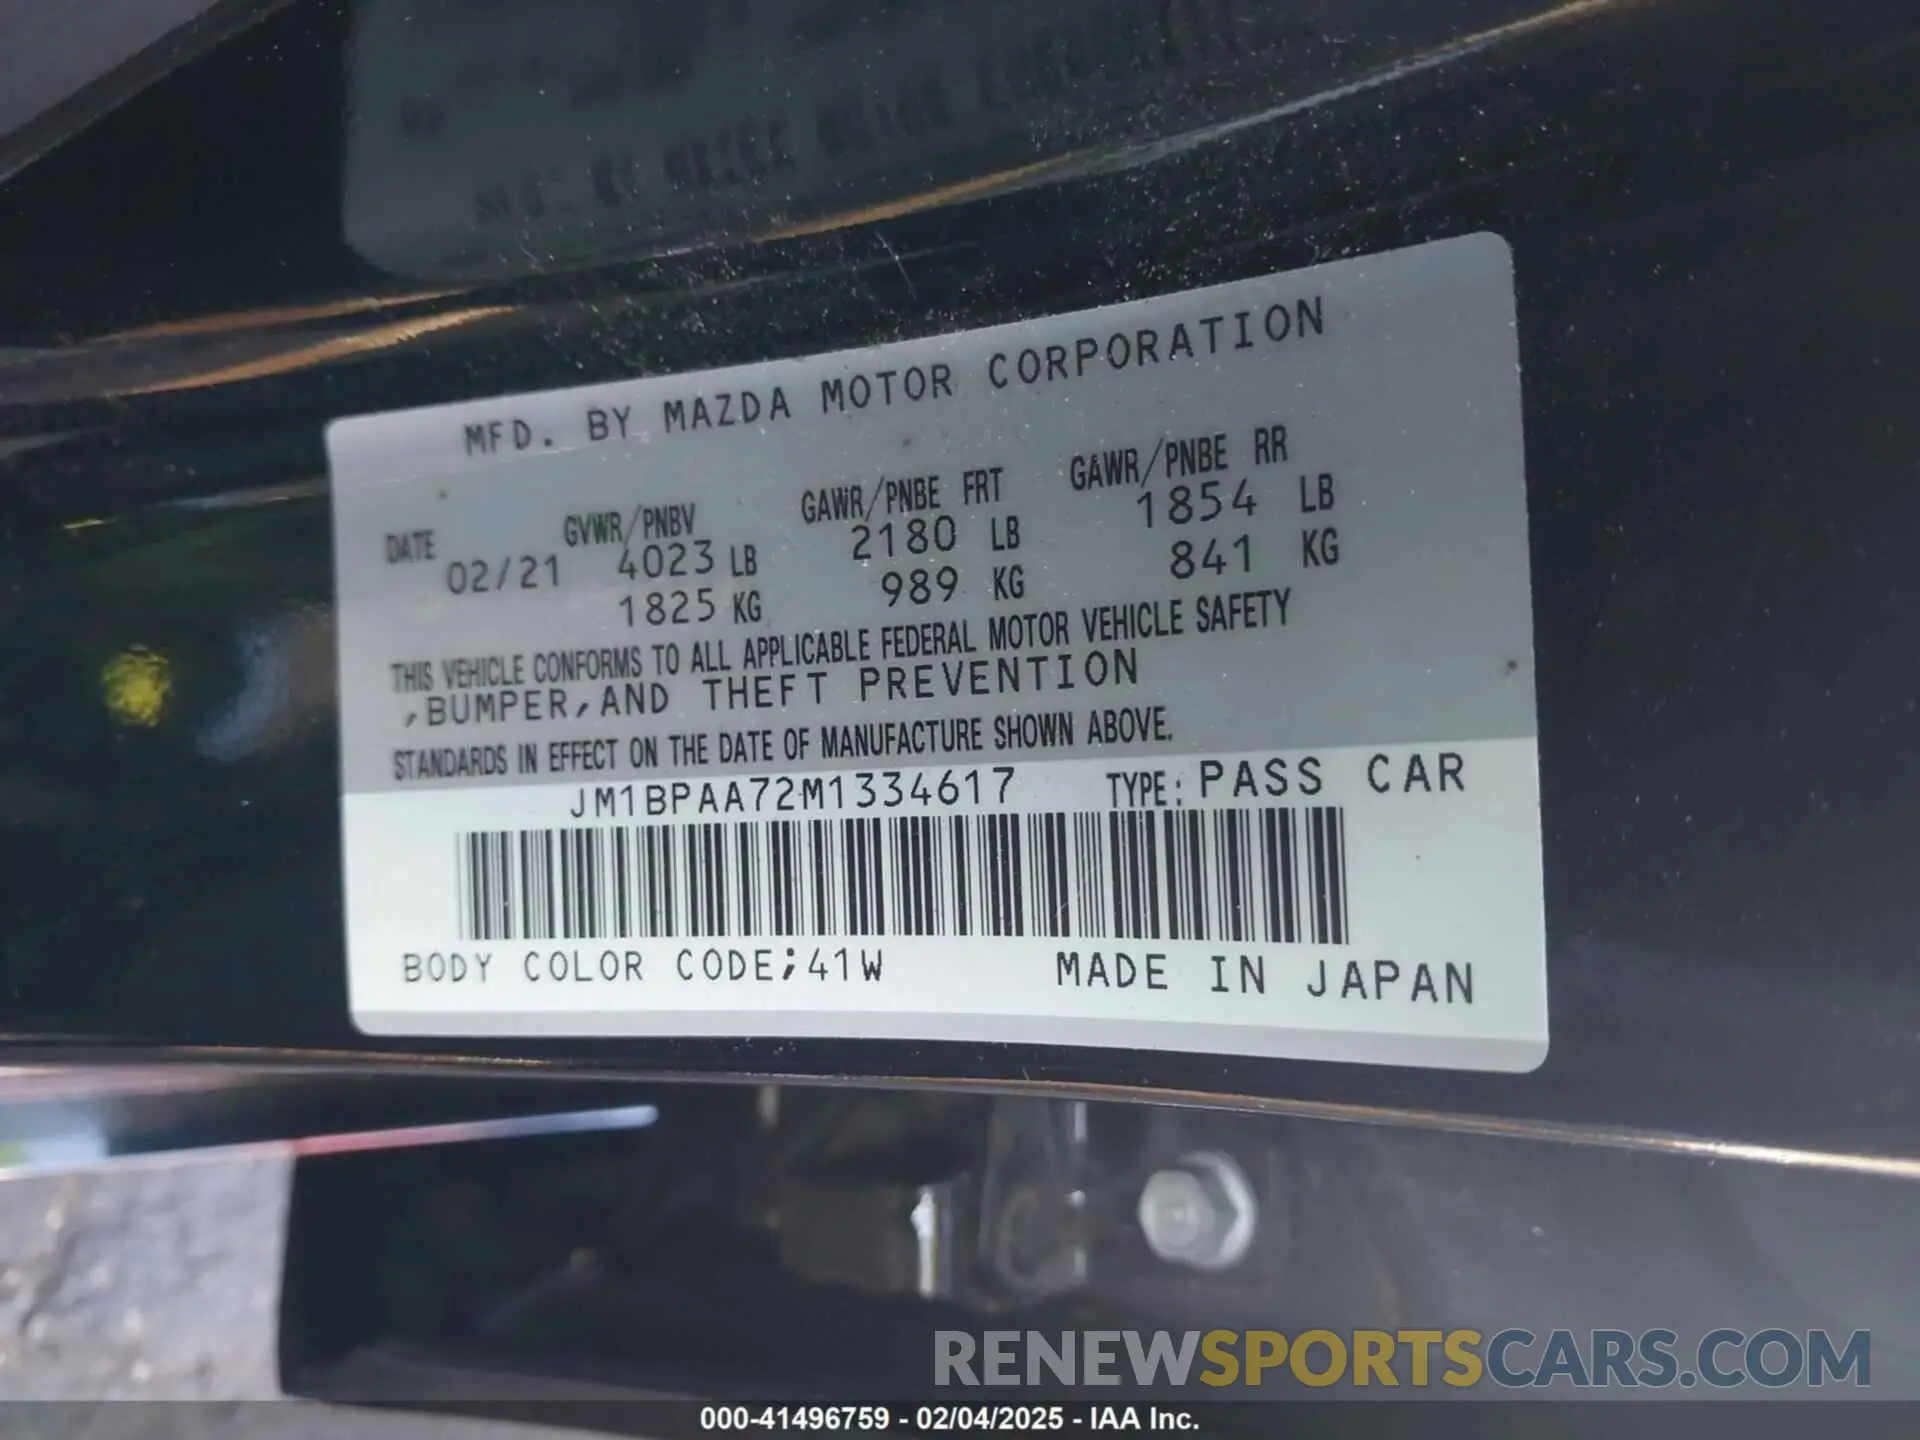 MFD. BY MAZDA MOTOR CORPORATION
DATE GVWR/PNBV GAWR/PNBE FRT GAWR/PNBE RR
02/21 4023 LB 2180 LB 1854 LB
1825 KG 989 KG 841 KG
THIS VEHICLE CONFORMS TO ALL APPLICABLE FEDERAL MOTOR VEHICLE SAFETY
,BUMPER,AND THEFT PREVENTION
STANDARDS IN EFFECT ON THE DATE OF MANUFACTURE SHOWN ABOVE.
JM1BPAA72M1334617 TYPE: PASS CAR
BODY COLOR CODE;41W MADE IN JAPAN
RENEWSPORTSCARS.COM
000-41496759 - 02/04/2025 - IAA Inc.